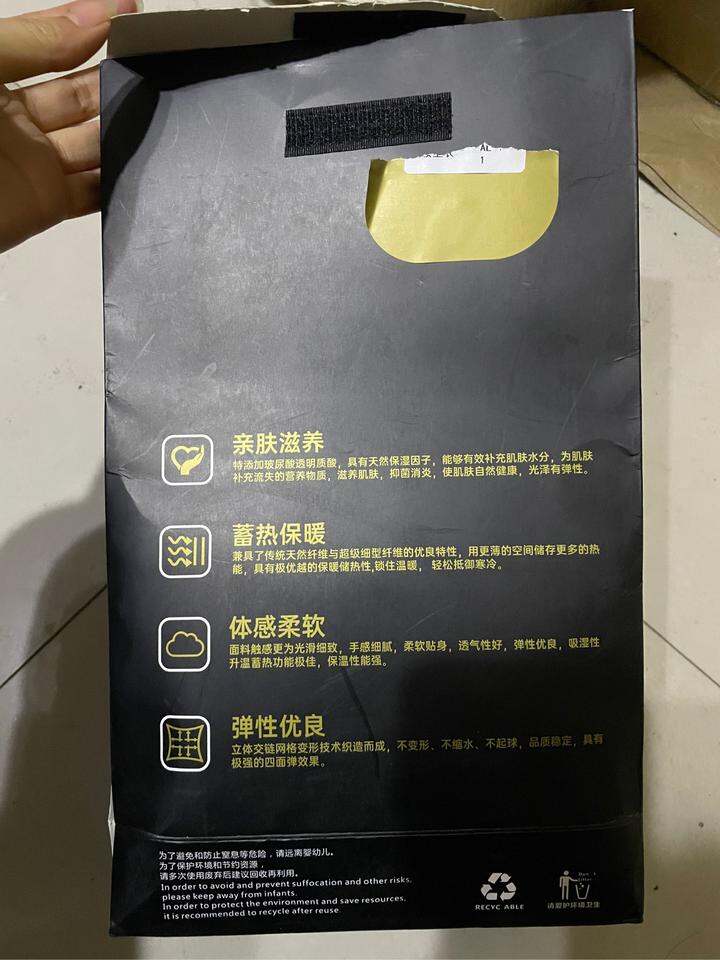 1
亲肤滋养
特添加玻尿酸透明质酸，具有天然保湿因子，能够有效补充肌肤水分，为肌肤
补充流失的营养物质，滋养肌肤，抑菌消炎，使肌肤自然健康，光泽有弹性。
蓄热保暖
兼具了传统天然纤维与超级细型纤维的优良特性，用更薄的空间储存更多的热
能，具有极优越的保暖储热性,锁住温暖， 轻松抵御寒冷。
体感柔软
面料触感更为光滑细致，手感细腻，柔软贴身，透气性好，弹性优良，吸湿性
升温蓄热功能极佳，保温性能强。
弹性优良
立体交链网格变形技术织造而成，不变形、不缩水、不起球，品质稳定，具有
极强的四面弹效果。
为了避免和防止窒息等危险，请远离婴幼儿。
为了保护环境和节约资源，
请多次使用废弃后建议回收再利用。
In order to avoid and prevent suffocation and other risks,
please keep away from infants.
In order to protect the environment and save resources,
it is recommended to recycle after reuse
RECYC ABLE
请爱护环境卫生